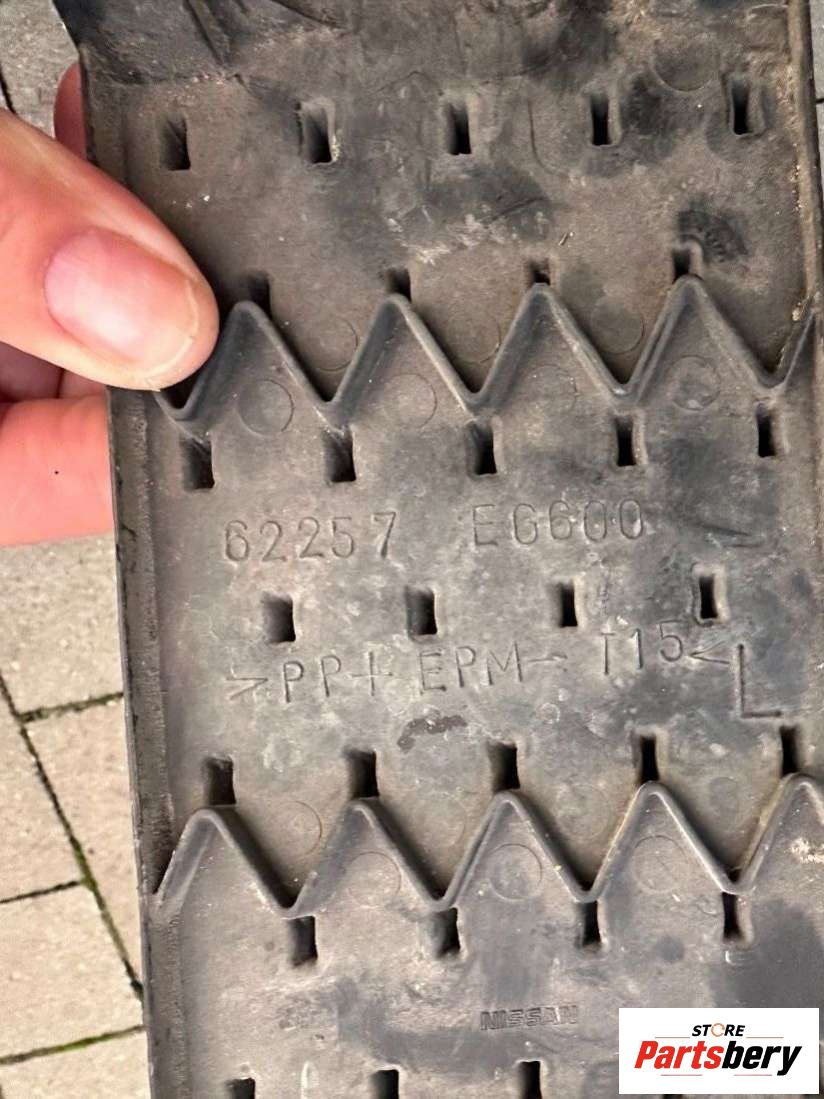 62257 EG600
>PP+EPM-T15<
L
NISSAN
STORE
Partsbery